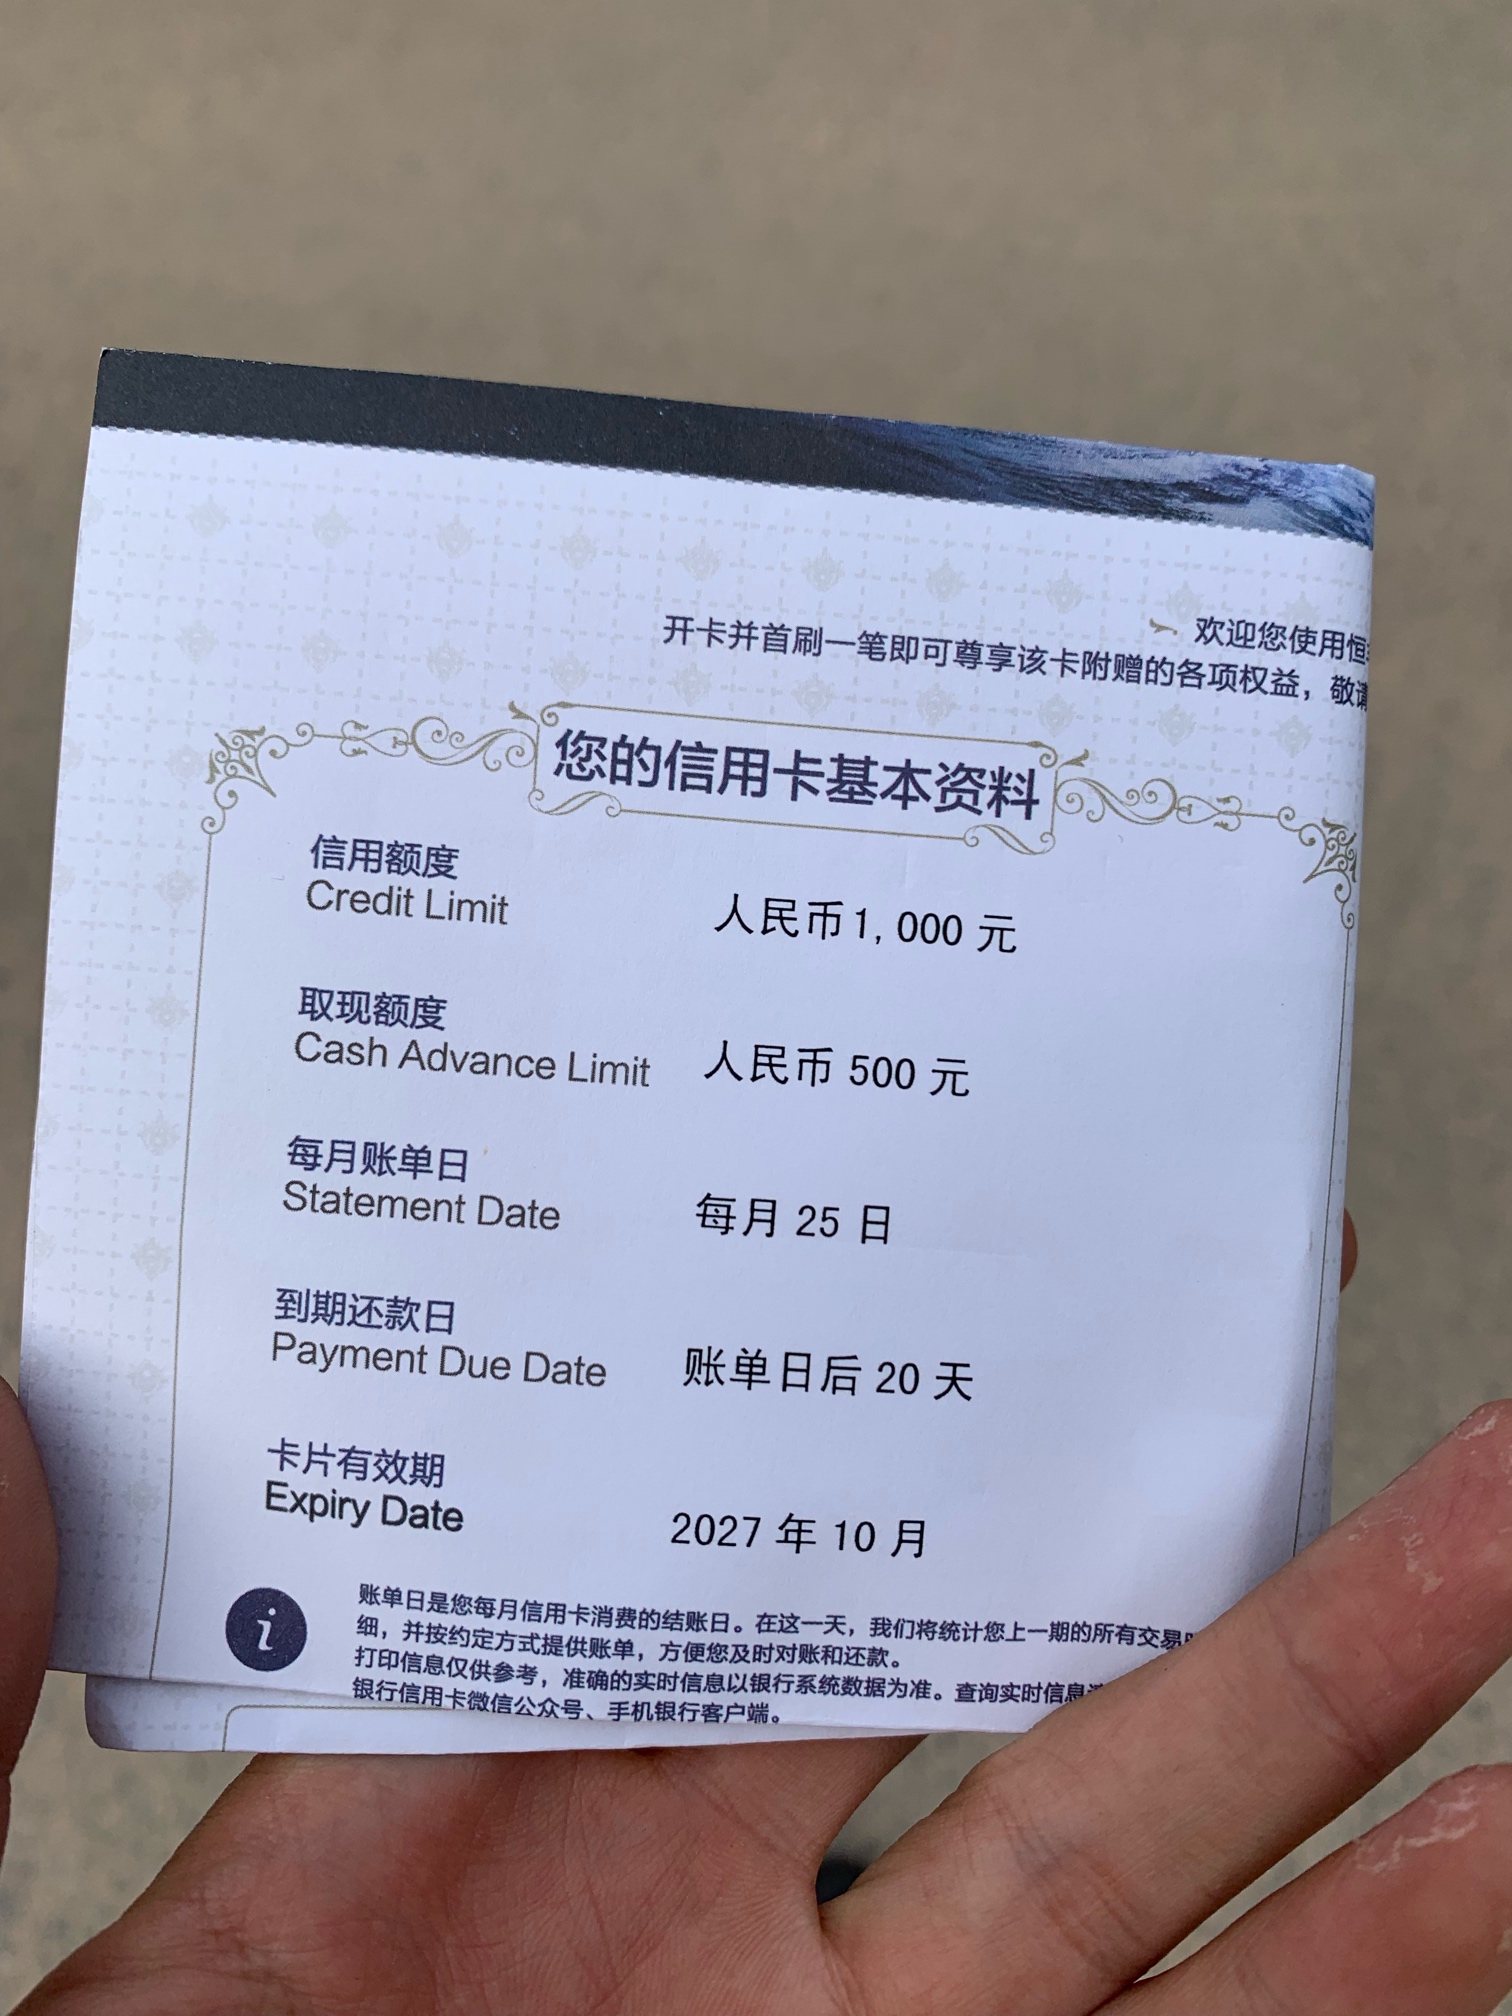 欢迎您使用恒
开卡并首刷一笔即可尊享该卡附赠的各项权益，敬请
您的信用卡基本资料
信用额度
Credit Limit 人民币1,000 元
取现额度
Cash Advance Limit 人民币 500 元
每月账单日
Statement Date 每月 25 日
到期还款日
Payment Due Date 账单日后 20 天
卡片有效期
Expiry Date 2027 年 10 月
i
账单日是您每月信用卡消费的结账日。在这一天，我们将统计您上一期的所有交易
细，并按约定方式提供账单，方便您及时对账和还款。
打印信息仅供参考，准确的实时信息以银行系统数据为准。查询实时信息
银行信用卡微信公众号、手机银行客户端。